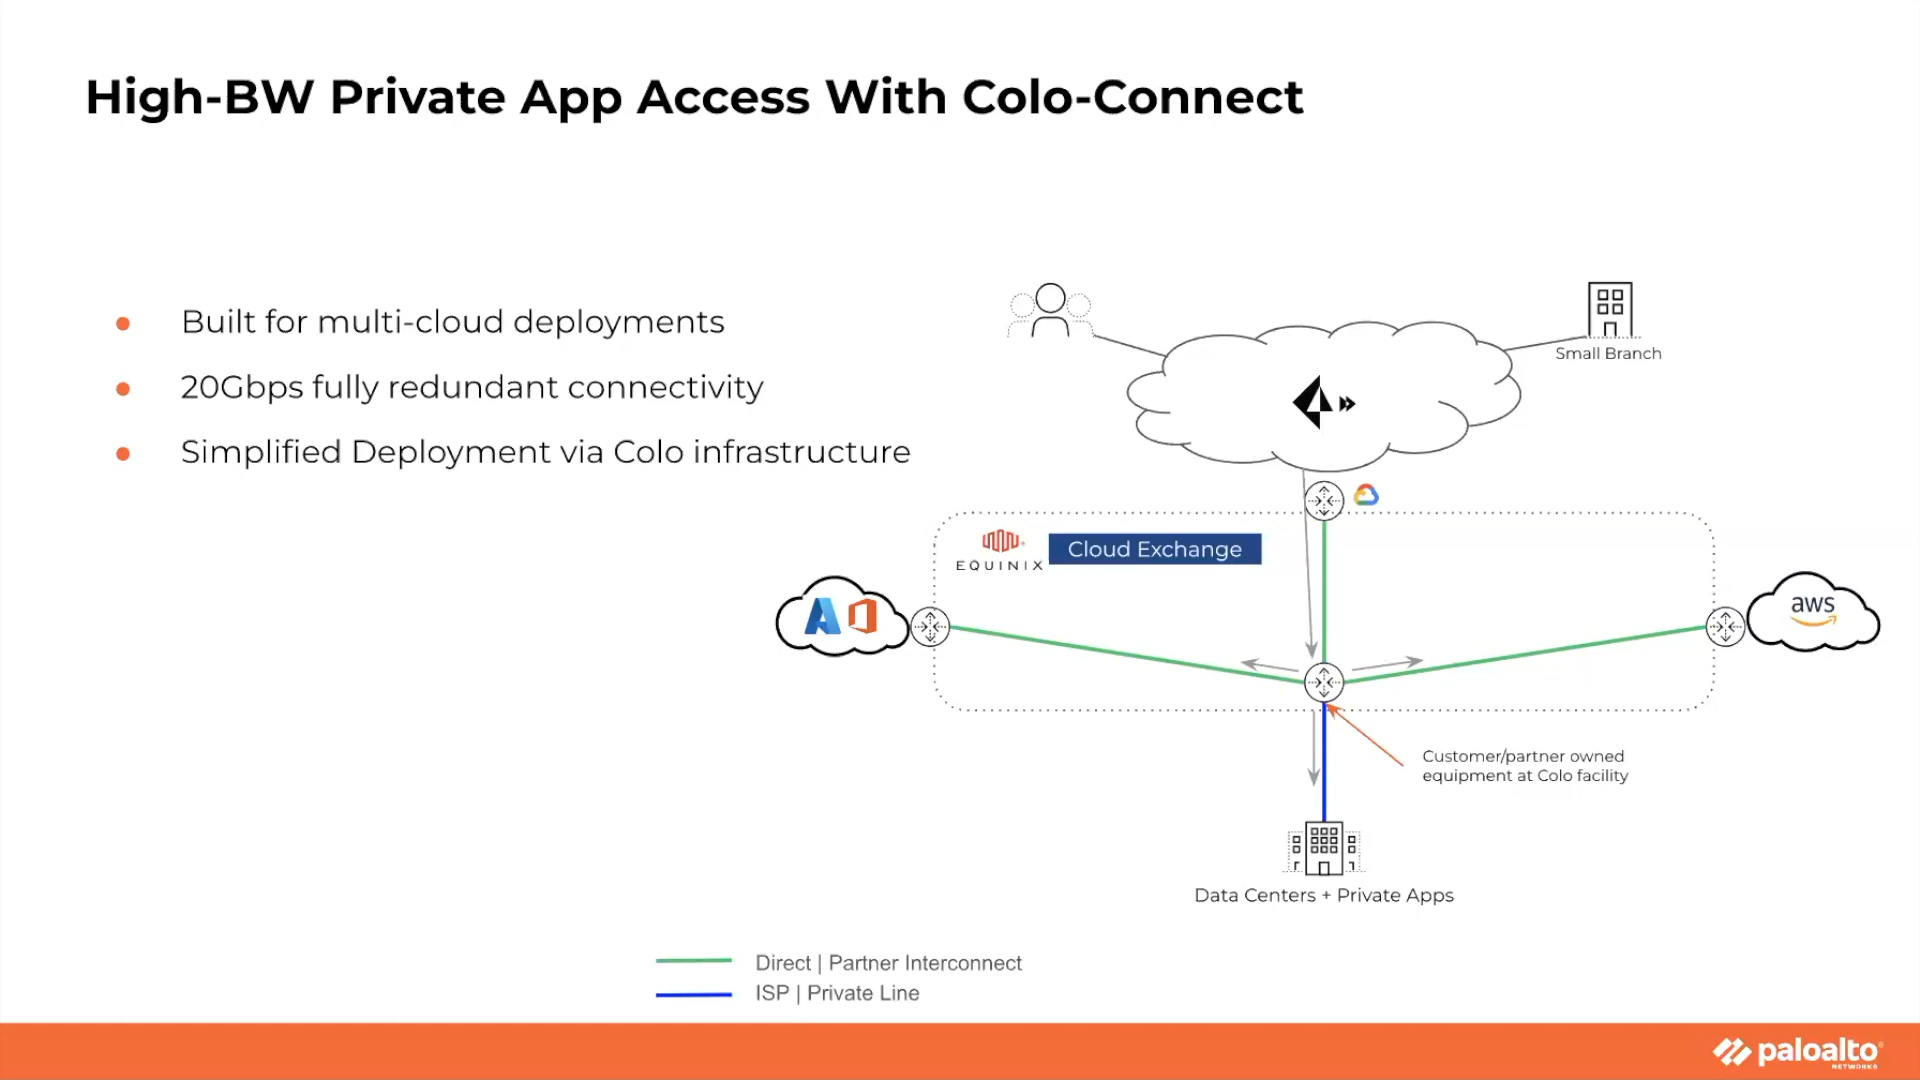 High-BW Private App Access With Colo-Connect
Built for multi-cloud deployments
20Gbps fully redundant connectivity
Simplified Deployment via Colo infrastructure
Small Branch
EQUINIX
Cloud Exchange
aws
Customer/partner owned
equipment at Colo facility
Data Centers + Private Apps
Direct | Partner Interconnect
ISP | Private Line
paloalto
NETWORKS